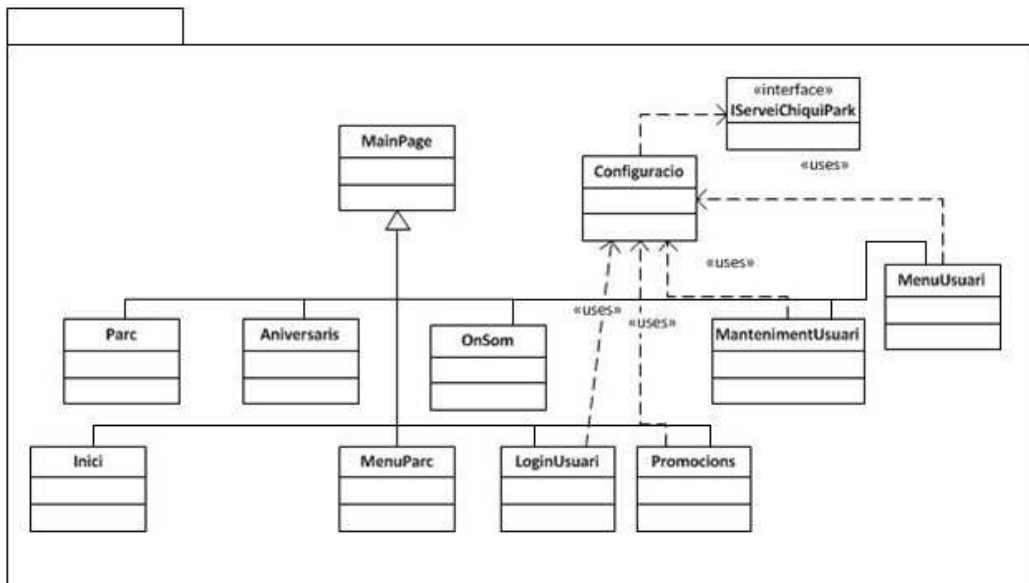 «interface»
IServeiChiquiPark
MainPage
Configuracio
«uses»
«uses»
MenuUsuari
«uses»
«uses»
Parc
Aniversaris
OnSom
MantenimentUsuari
Inici
MenuParc
LoginUsuari
Promocions